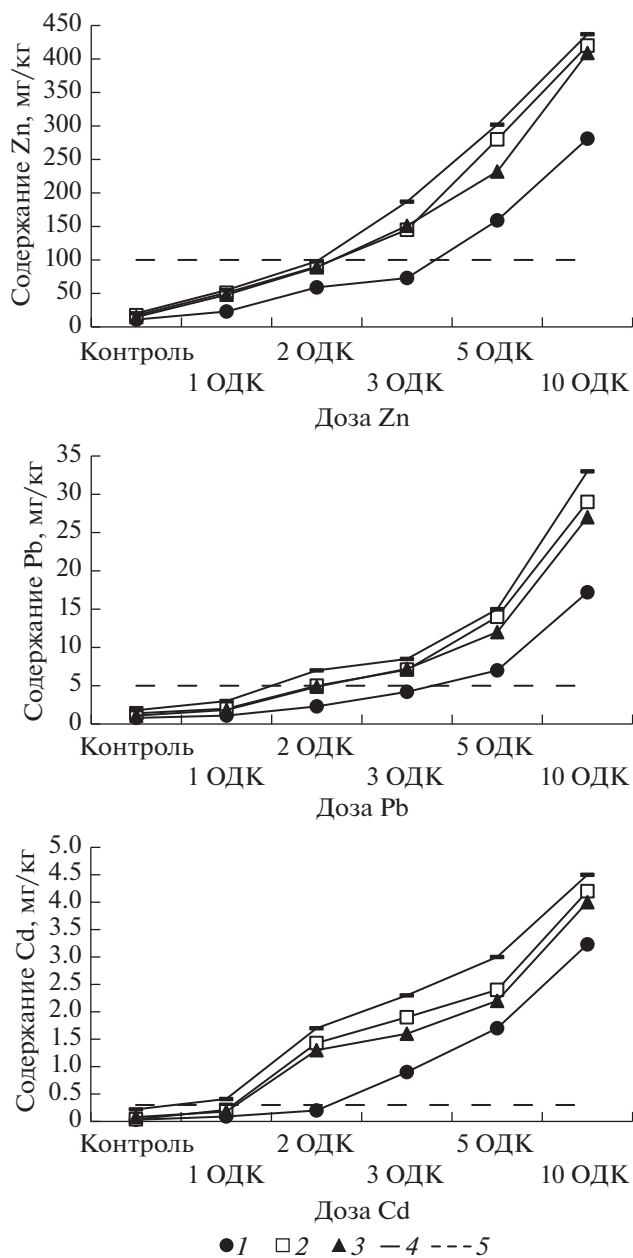 Содержание Zn, мг/кг
450
400
350
300
250
200
150
100
50
0
Контроль 2 ОДК 5 ОДК
1 ОДК 3 ОДК 10 ОДК
Доза Zn
Содержание Pb, мг/кг
35
30
25
20
15
10
5
0
Контроль 2 ОДК 5 ОДК
1 ОДК 3 ОДК 10 ОДК
Доза Pb
Содержание Cd, мг/кг
5.0
4.5
4.0
3.5
3.0
2.5
2.0
1.5
1.0
0.5
0
Контроль 2 ОДК 5 ОДК
1 ОДК 3 ОДК 10 ОДК
Доза Cd
1 2 3 4 5